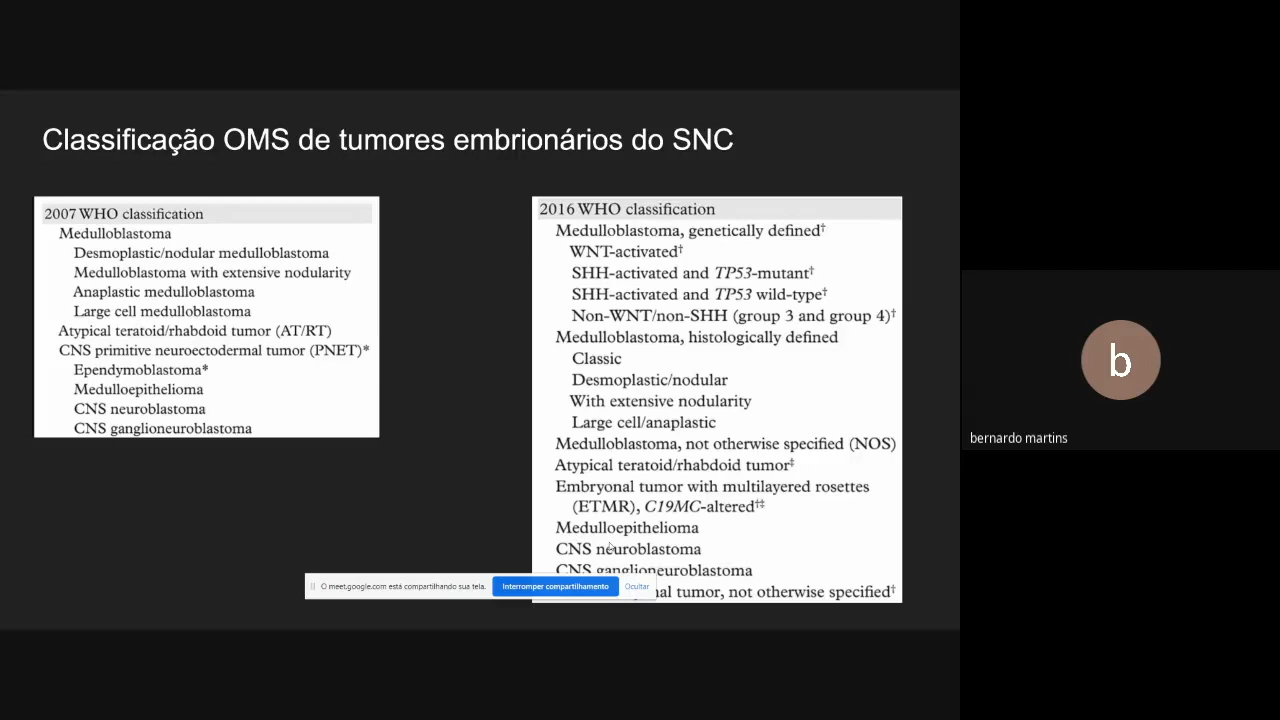 Classificação OMS de tumores embrionários do SNC
2007 WHO classification
Medulloblastoma
Desmoplastic/nodular medulloblastoma
Medulloblastoma with extensive nodularity
Anaplastic medulloblastoma
Large cell medulloblastoma
Atypical teratoid/rhabdoid tumor (AT/RT)
CNS primitive neuroectodermal tumor (PNET)*
Ependymoblastoma*
Medulloepithelioma
CNS neuroblastoma
CNS ganglioneuroblastoma
2016 WHO classification
Medulloblastoma, genetically defined†
WNT-activated†
SHH-activated and TP53-mutant†
SHH-activated and TP53 wild-type†
Non-WNT/non-SHH (group 3 and group 4)†
Medulloblastoma, histologically defined
Classic
Desmoplastic/nodular
With extensive nodularity
Large cell/anaplastic
Medulloblastoma, not otherwise specified (NOS)
Atypical teratoid/rhabdoid tumor‡
Embryonal tumor with multilayered rosettes
(ETMR), C19MC-altered†‡
Medulloepithelioma
CNS neuroblastoma
CNS ganglioneuroblastoma
tumor, not otherwise specified†
O meet.google.com está compartilhando sua tela.
Interromper compartilhamento
Ocultar
b
bernardo martins